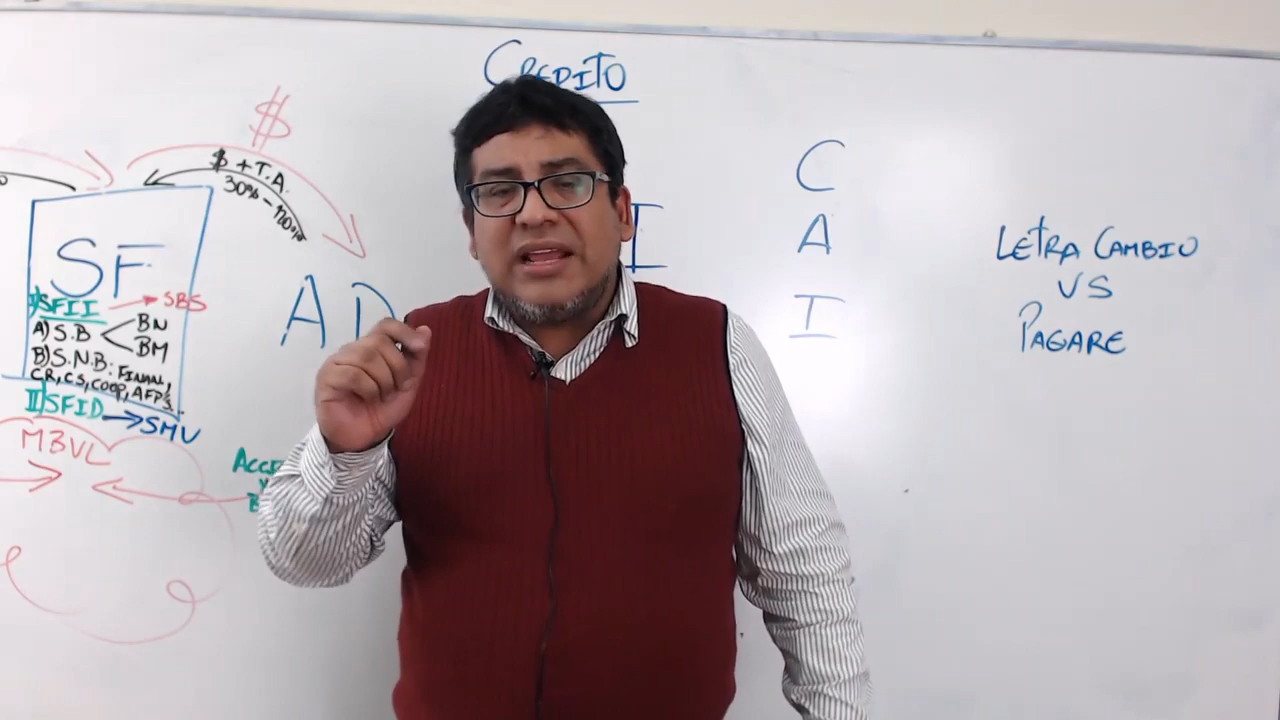 CREDITO
$
$ + T.A.
30% - 120%
SF
I) SFII → SBS
A) S.B < BN
BM
B) S.N.B: FINAN,
CR, CS, COOP, AFP'S..
II) SFID → SMV
MBVL
A D
I
C
A
I
LETRA CAMBIO
VS
PAGARE